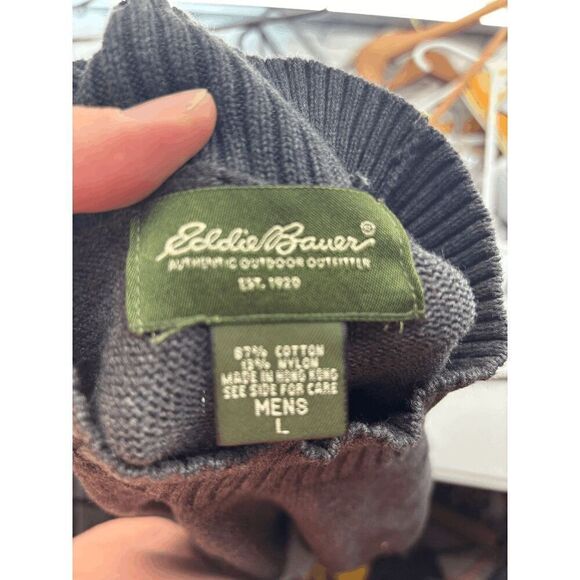 Eddie Bauer®
AUTHENTIC OUTDOOR OUTFITTER
EST. 1920
87% COTTON
13% NYLON
MADE IN HONG KONG
SEE SIDE FOR CARE
MENS
L